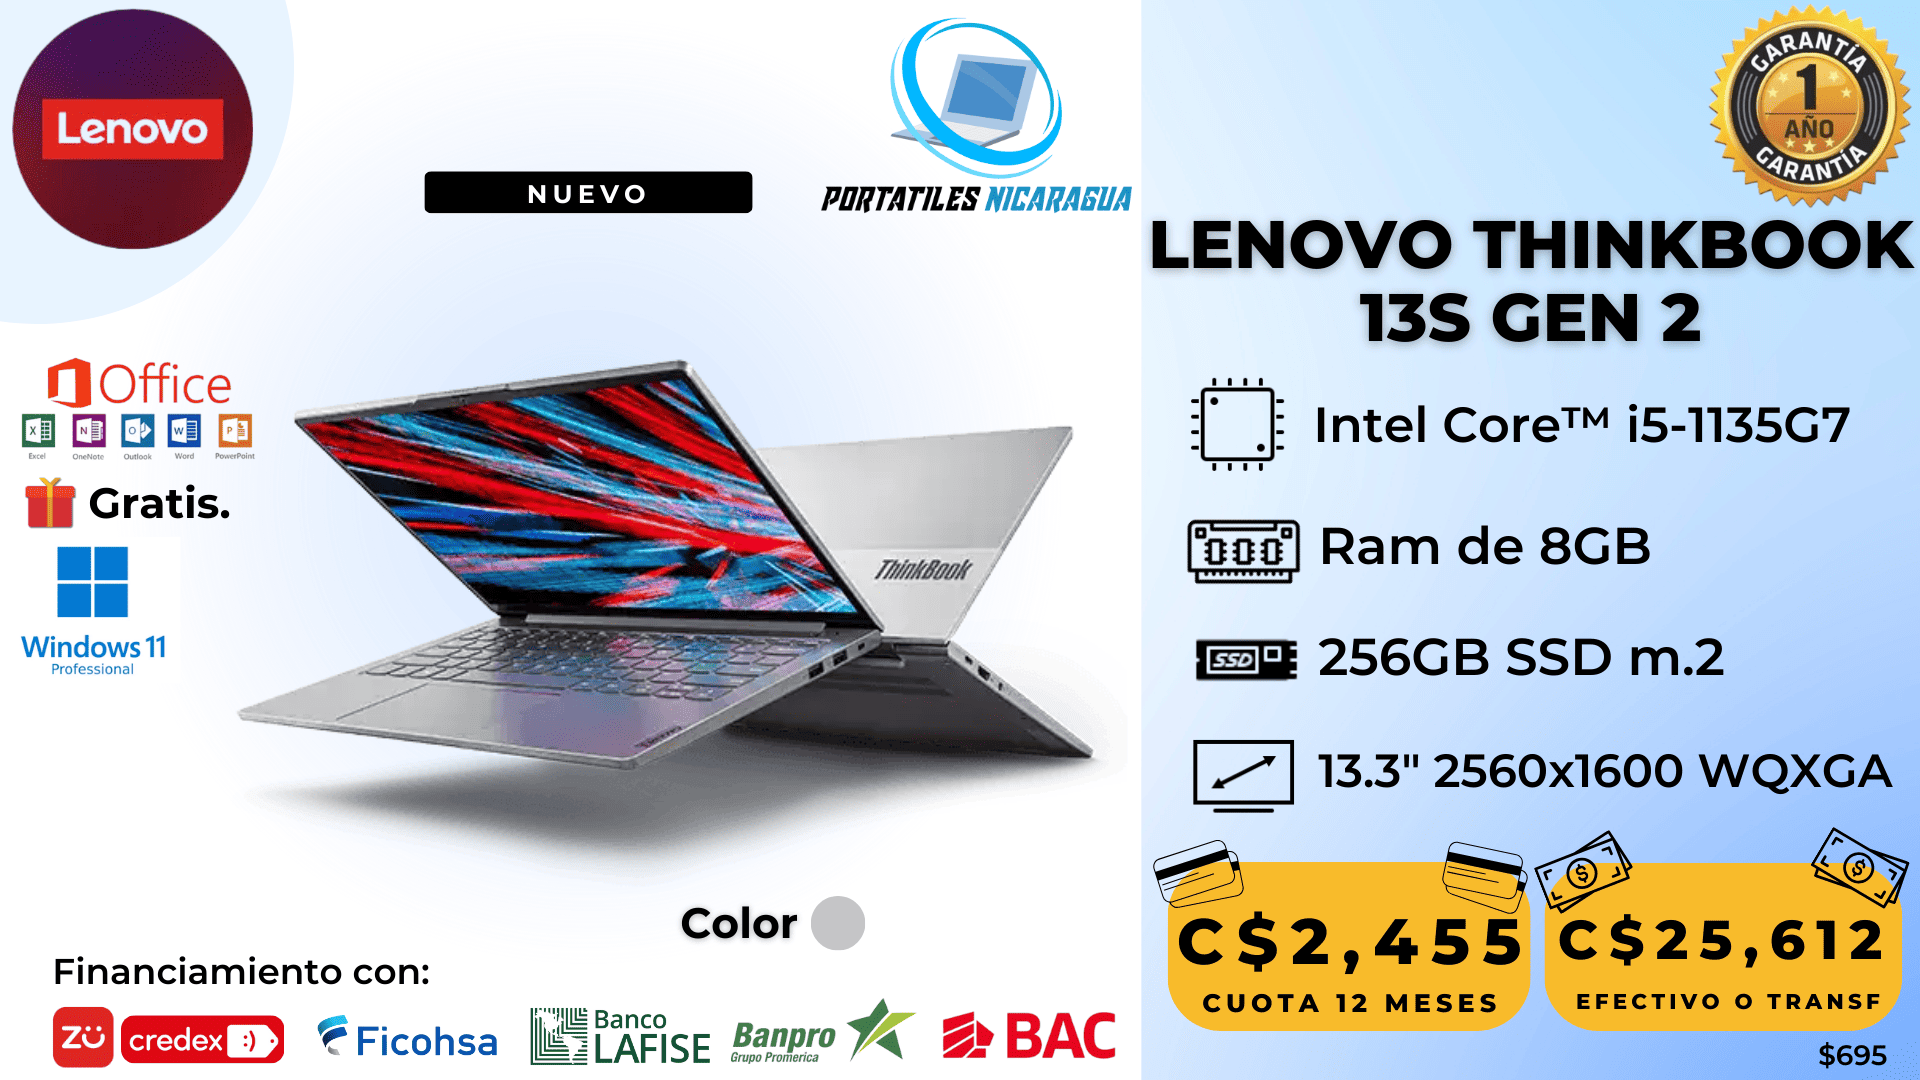 Lenovo
NUEVO
PORTATILES NICARAGUA
GARANTÍA
1
AÑO
GARANTÍA
LENOVO THINKBOOK
13S GEN 2
Office
Excel OneNote Outlook Word PowerPoint
Gratis.
Windows 11
Professional
ThinkBook
Lenovo
Intel Core™ i5-1135G7
Ram de 8GB
SSD
256GB SSD m.2
13.3" 2560x1600 WQXGA
Color
C$2,455
CUOTA 12 MESES
C$25,612
EFECTIVO O TRANSF
$695
Financiamiento con:
zü
credex :)
Ficohsa
Banco
LAFISE
Banpro
Grupo Promerica
BAC